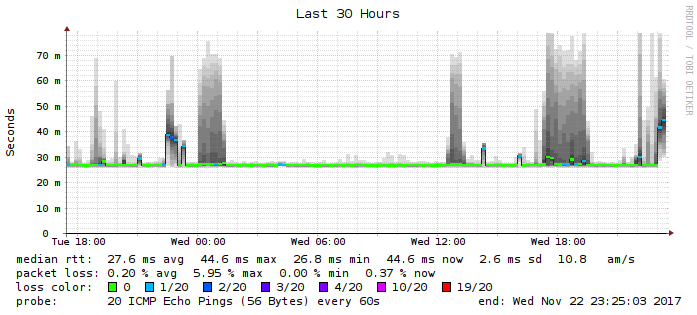 Last 30 Hours
RRDTOOL / TOBI OETIKER
Seconds
70 m
60 m
50 m
40 m
30 m
20 m
10 m
0
Tue 18:00 Wed 00:00 Wed 06:00 Wed 12:00 Wed 18:00
median rtt: 27.6 ms avg 44.6 ms max 26.8 ms min 44.6 ms now 2.6 ms sd 10.8 am/s
packet loss: 0.20 % avg 5.95 % max 0.00 % min 0.37 % now
loss color: 0 1/20 2/20 3/20 4/20 10/20 19/20
probe: 20 ICMP Echo Pings (56 Bytes) every 60s end: Wed Nov 22 23:25:03 2017